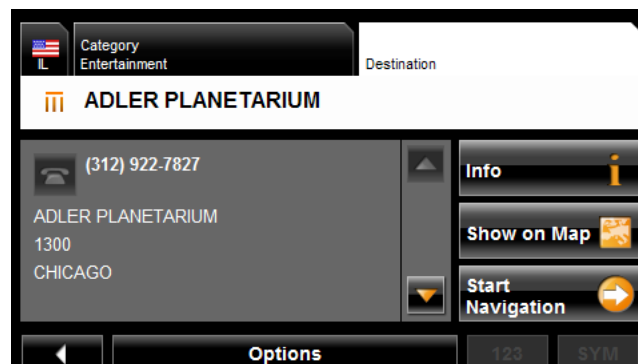 IL
Category
Entertainment
Destination
ADLER PLANETARIUM
(312) 922-7827
ADLER PLANETARIUM
1300
CHICAGO
Info
Show on Map
Start
Navigation
Options
123
SYM